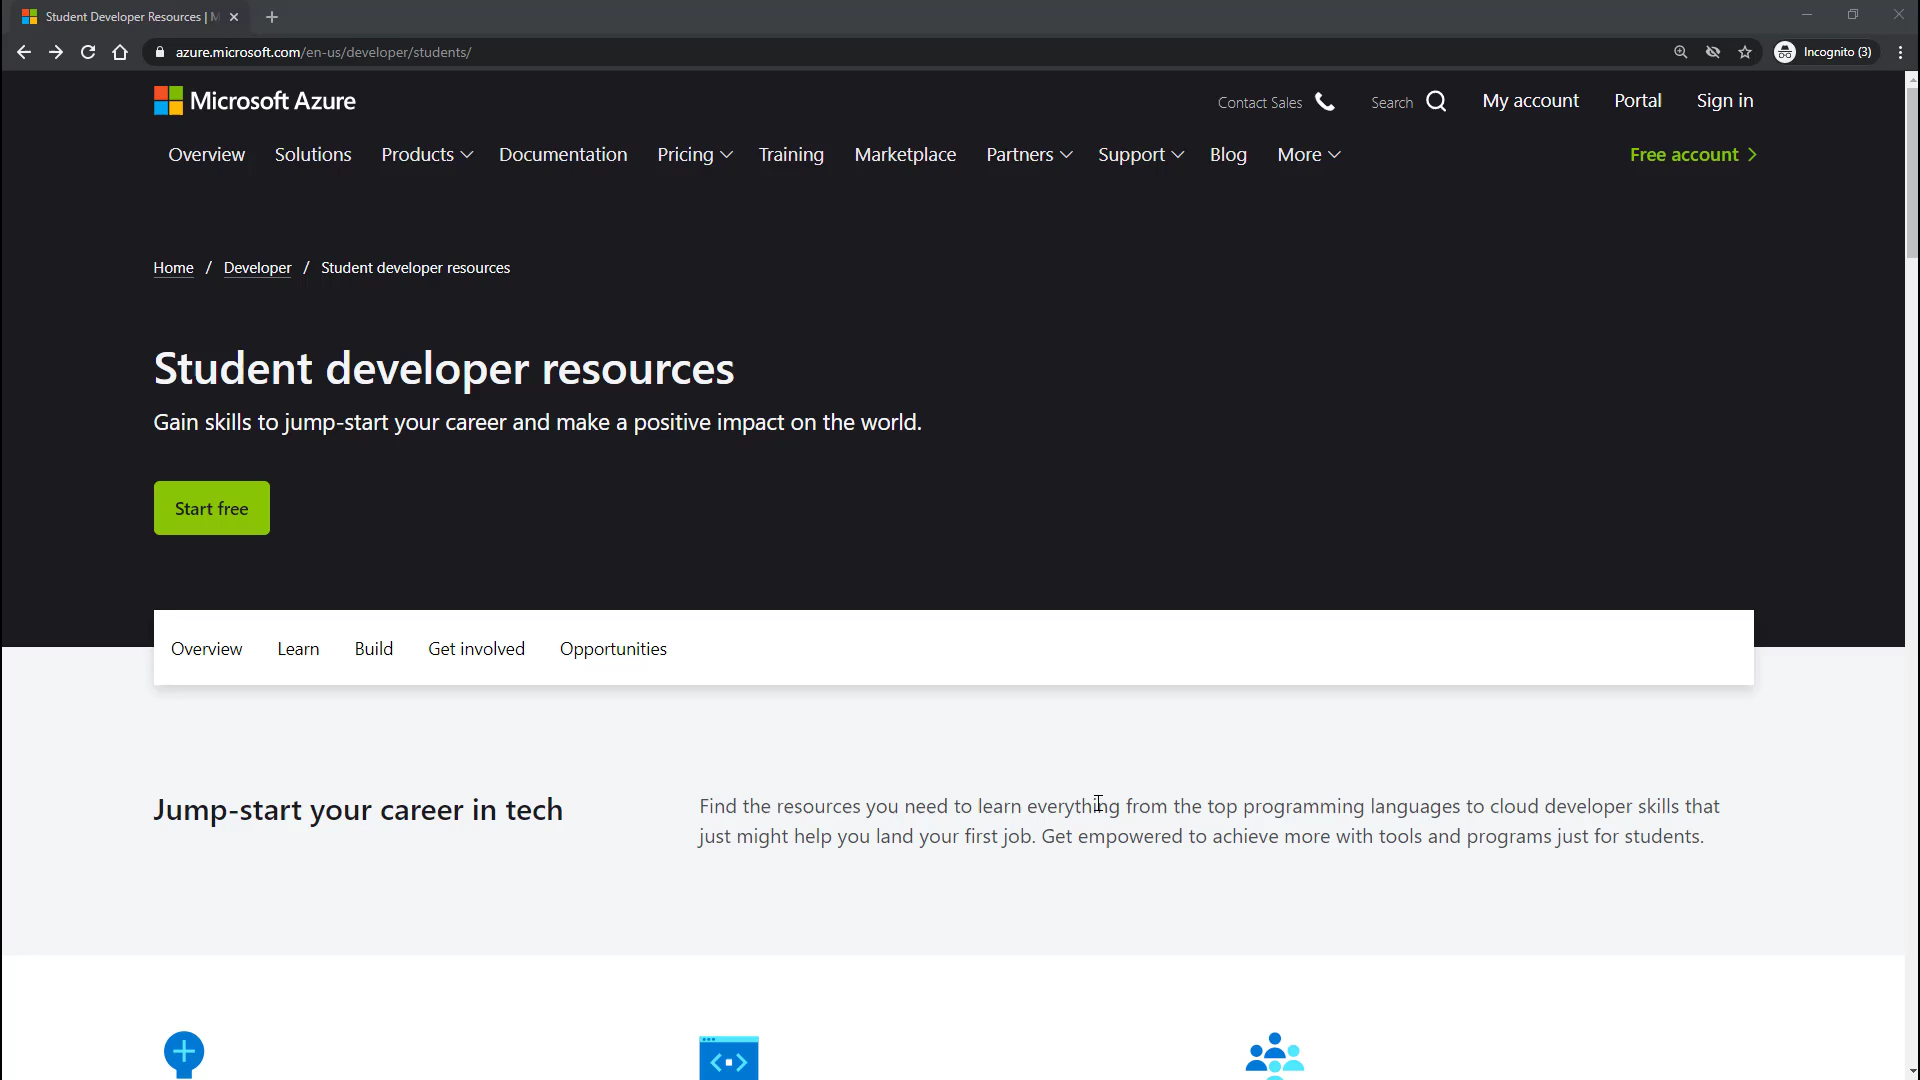 Student Developer Resources | M
azure.microsoft.com/en-us/developer/students/
Incognito (3)
Microsoft Azure
Contact Sales
Search
My account
Portal
Sign in
Overview
Solutions
Products
Documentation
Pricing
Training
Marketplace
Partners
Support
Blog
More
Free account
Home / Developer / Student developer resources
Student developer resources
Gain skills to jump-start your career and make a positive impact on the world.
Start free
Overview
Learn
Build
Get involved
Opportunities
Jump-start your career in tech
Find the resources you need to learn everything from the top programming languages to cloud developer skills that
just might help you land your first job. Get empowered to achieve more with tools and programs just for students.